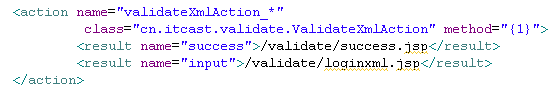 <action name="validateXmlAction_*"
class="cn.itcast.validate.ValidateXmlAction" method="{1}">
<result name="success">/validate/success.jsp</result>
<result name="input">/validate/loginxml.jsp</result>
</action>